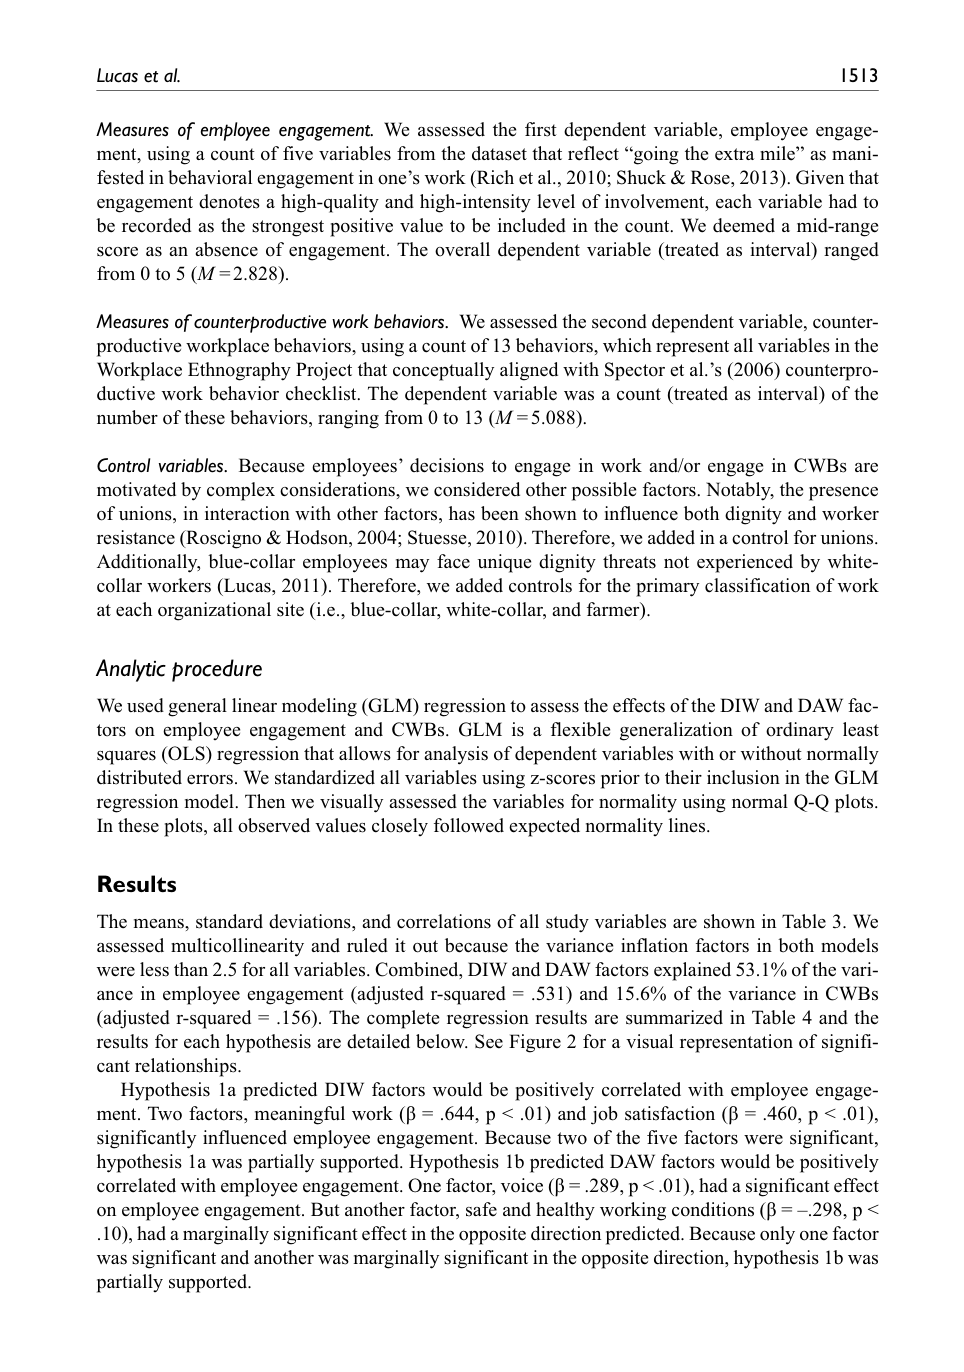 Lucas et al. 1513
Measures of employee engagement. We assessed the first dependent variable, employee engage-
ment, using a count of five variables from the dataset that reflect “going the extra mile” as mani-
fested in behavioral engagement in one’s work (Rich et al., 2010; Shuck & Rose, 2013). Given that
engagement denotes a high-quality and high-intensity level of involvement, each variable had to
be recorded as the strongest positive value to be included in the count. We deemed a mid-range
score as an absence of engagement. The overall dependent variable (treated as interval) ranged
from 0 to 5 (M = 2.828).
Measures of counterproductive work behaviors. We assessed the second dependent variable, counter-
productive workplace behaviors, using a count of 13 behaviors, which represent all variables in the
Workplace Ethnography Project that conceptually aligned with Spector et al.’s (2006) counterpro-
ductive work behavior checklist. The dependent variable was a count (treated as interval) of the
number of these behaviors, ranging from 0 to 13 (M = 5.088).
Control variables. Because employees’ decisions to engage in work and/or engage in CWBs are
motivated by complex considerations, we considered other possible factors. Notably, the presence
of unions, in interaction with other factors, has been shown to influence both dignity and worker
resistance (Roscigno & Hodson, 2004; Stuesse, 2010). Therefore, we added in a control for unions.
Additionally, blue-collar employees may face unique dignity threats not experienced by white-
collar workers (Lucas, 2011). Therefore, we added controls for the primary classification of work
at each organizational site (i.e., blue-collar, white-collar, and farmer).
Analytic procedure
We used general linear modeling (GLM) regression to assess the effects of the DIW and DAW fac-
tors on employee engagement and CWBs. GLM is a flexible generalization of ordinary least
squares (OLS) regression that allows for analysis of dependent variables with or without normally
distributed errors. We standardized all variables using z-scores prior to their inclusion in the GLM
regression model. Then we visually assessed the variables for normality using normal Q-Q plots.
In these plots, all observed values closely followed expected normality lines.
Results
The means, standard deviations, and correlations of all study variables are shown in Table 3. We
assessed multicollinearity and ruled it out because the variance inflation factors in both models
were less than 2.5 for all variables. Combined, DIW and DAW factors explained 53.1% of the vari-
ance in employee engagement (adjusted r-squared = .531) and 15.6% of the variance in CWBs
(adjusted r-squared = .156). The complete regression results are summarized in Table 4 and the
results for each hypothesis are detailed below. See Figure 2 for a visual representation of signifi-
cant relationships.
Hypothesis 1a predicted DIW factors would be positively correlated with employee engage-
ment. Two factors, meaningful work (β = .644, p < .01) and job satisfaction (β = .460, p < .01),
significantly influenced employee engagement. Because two of the five factors were significant,
hypothesis 1a was partially supported. Hypothesis 1b predicted DAW factors would be positively
correlated with employee engagement. One factor, voice (β = .289, p < .01), had a significant effect
on employee engagement. But another factor, safe and healthy working conditions (β = –.298, p <
.10), had a marginally significant effect in the opposite direction predicted. Because only one factor
was significant and another was marginally significant in the opposite direction, hypothesis 1b was
partially supported.